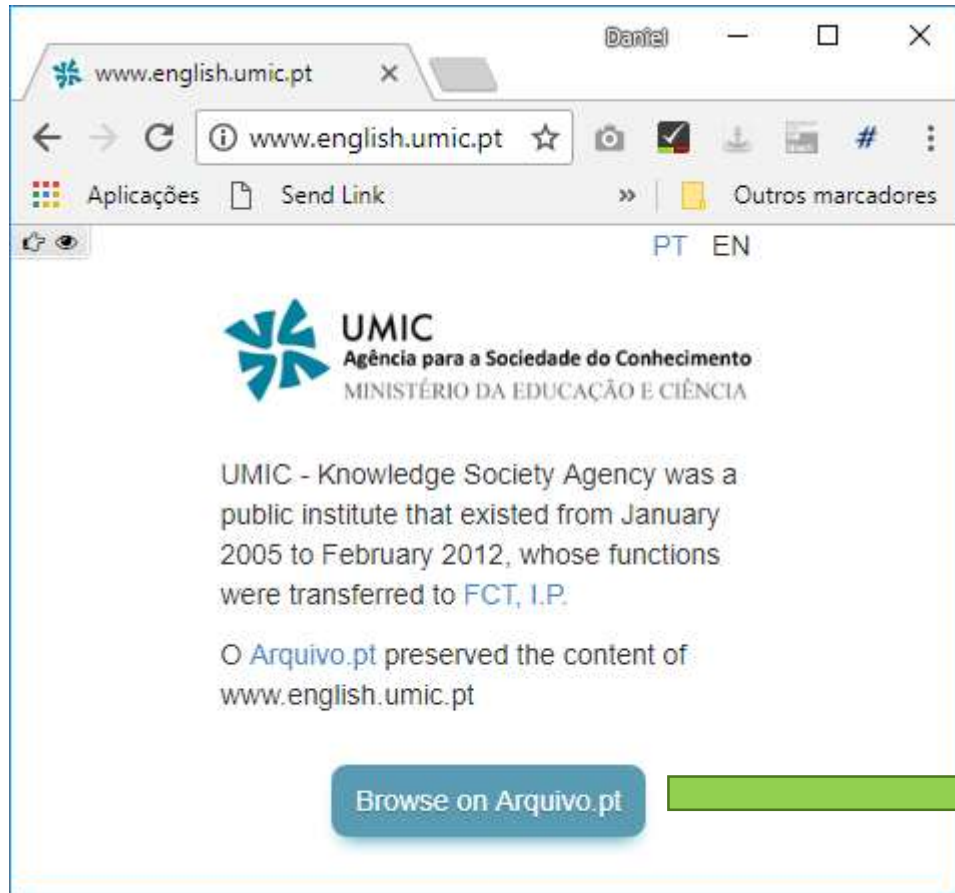 Daniel
www.english.umic.pt
www.english.umic.pt
#
Aplicações Send Link » Outros marcadores
PT EN
UMIC
Agência para a Sociedade do Conhecimento
MINISTÉRIO DA EDUCAÇÃO E CIÊNCIA
UMIC - Knowledge Society Agency was a
public institute that existed from January
2005 to February 2012, whose functions
were transferred to FCT, I.P.
O Arquivo.pt preserved the content of
www.english.umic.pt
Browse on Arquivo.pt